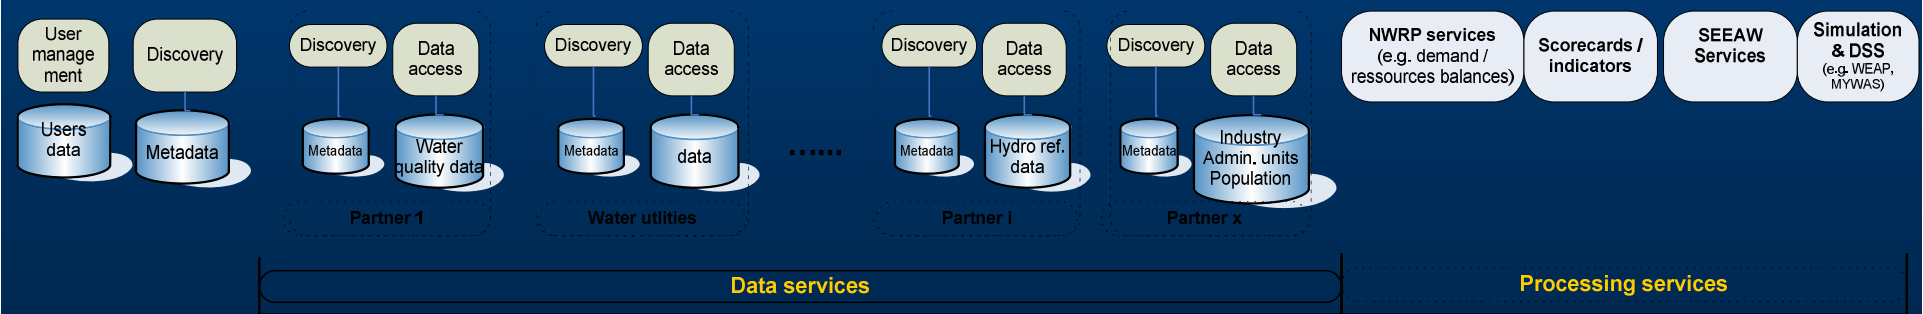 User
manage
ment
Users
data
Discovery
Metadata
Discovery
Data
access
Metadata
Water
quality data
Partner 1
Discovery
Data
access
Metadata
data
Water utlities
......
Discovery
Data
access
Metadata
Hydro ref.
data
Partner i
Discovery
Data
access
Metadata
Industry
Admin. units
Population
Partner x
NWRP services
(e.g. demand /
ressources balances)
Scorecards /
indicators
SEEAW
Services
Simulation
& DSS
(e.g. WEAP,
MYWAS)
Data services
Processing services